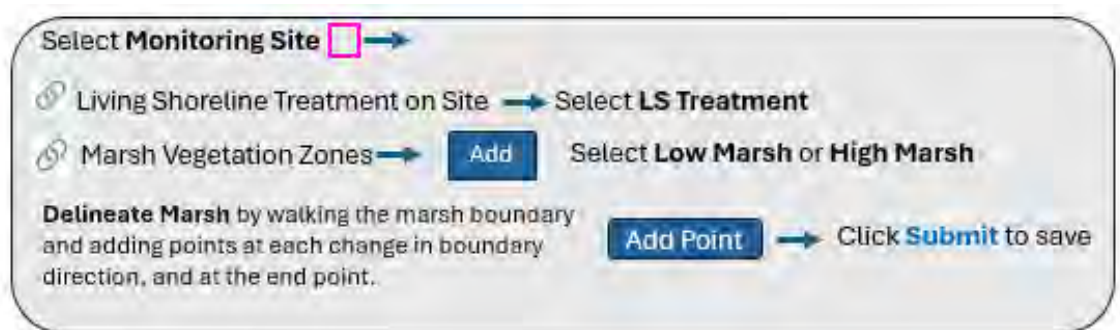 Select Monitoring Site
Living Shoreline Treatment on Site Select LS Treatment
Marsh Vegetation Zones Add Select Low Marsh or High Marsh
Delineate Marsh by walking the marsh boundary
and adding points at each change in boundary
direction, and at the end point.
Add Point Click Submit to save